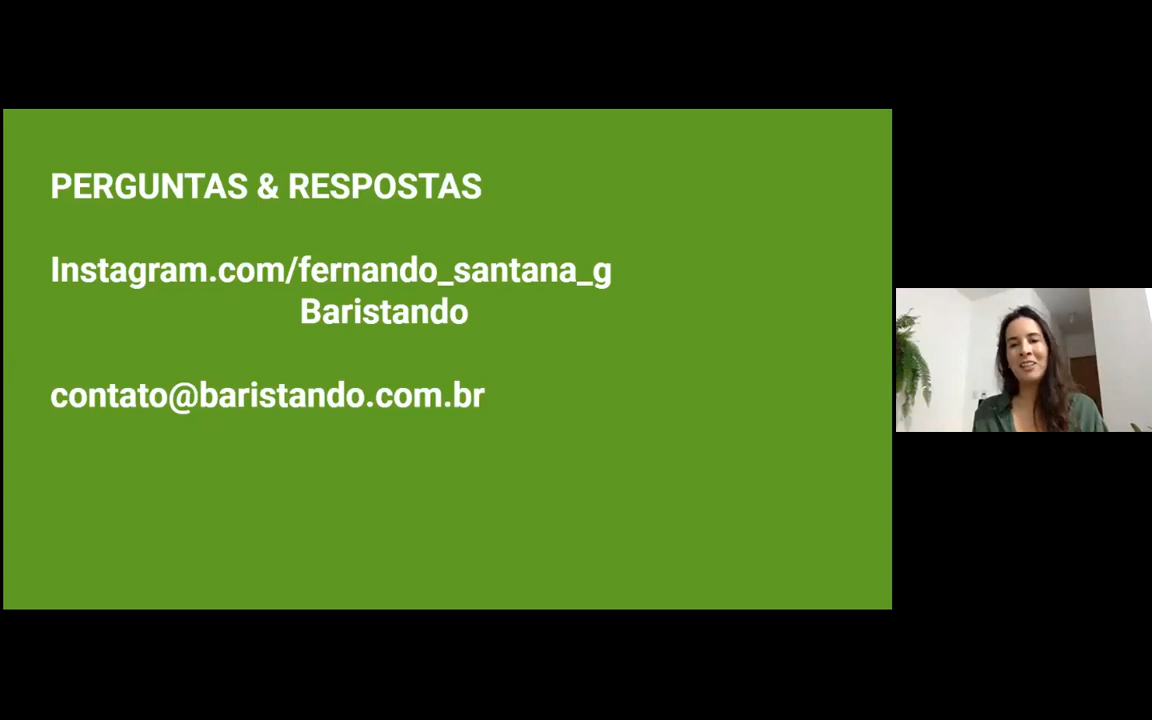 PERGUNTAS & RESPOSTAS
Instagram.com/fernando_santana_g
Baristando
contato@baristando.com.br